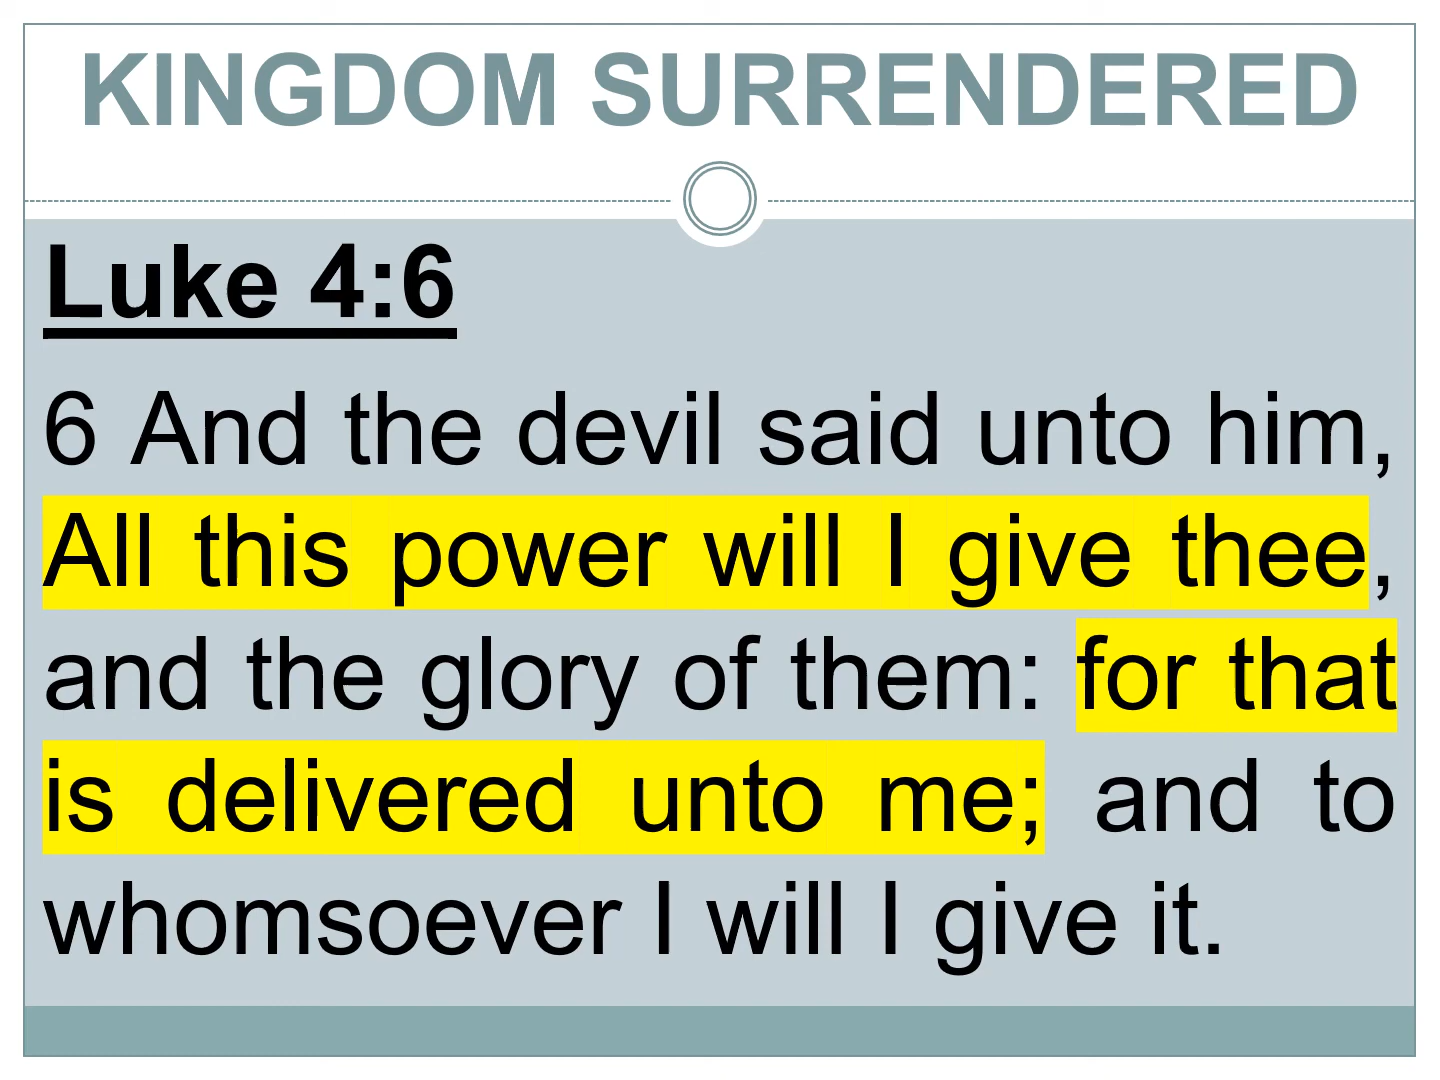 KINGDOM SURRENDERED
Luke 4:6
6 And the devil said unto him,
All this power will I give thee,
and the glory of them: for that
is delivered unto me; and to
whomsoever I will I give it.